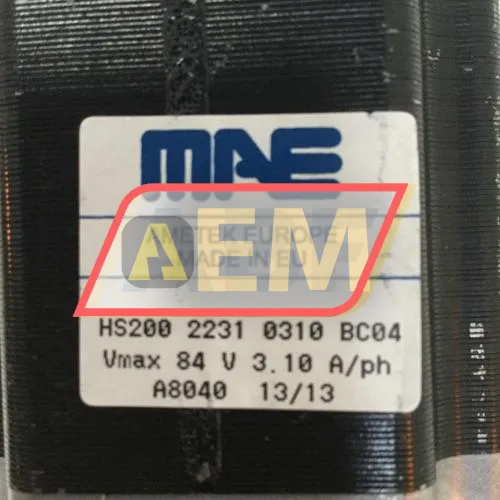 MAE
AEM
AMETEK EUROPE
MADE IN EU
HS200 2231 0310 BC04
Vmax 84 V 3.10 A/ph
A8040 13/13